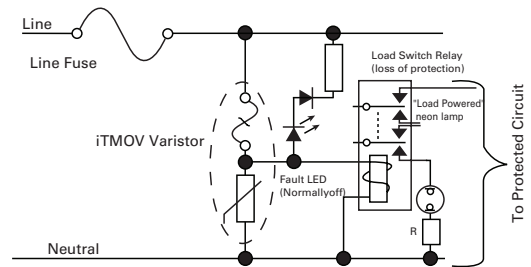 Line
Line Fuse
Load Switch Relay
(loss of protection)
"Load Powered"
neon lamp
iTMOV Varistor
Fault LED
(Normallyoff)
R
Neutral
To Protected Circuit